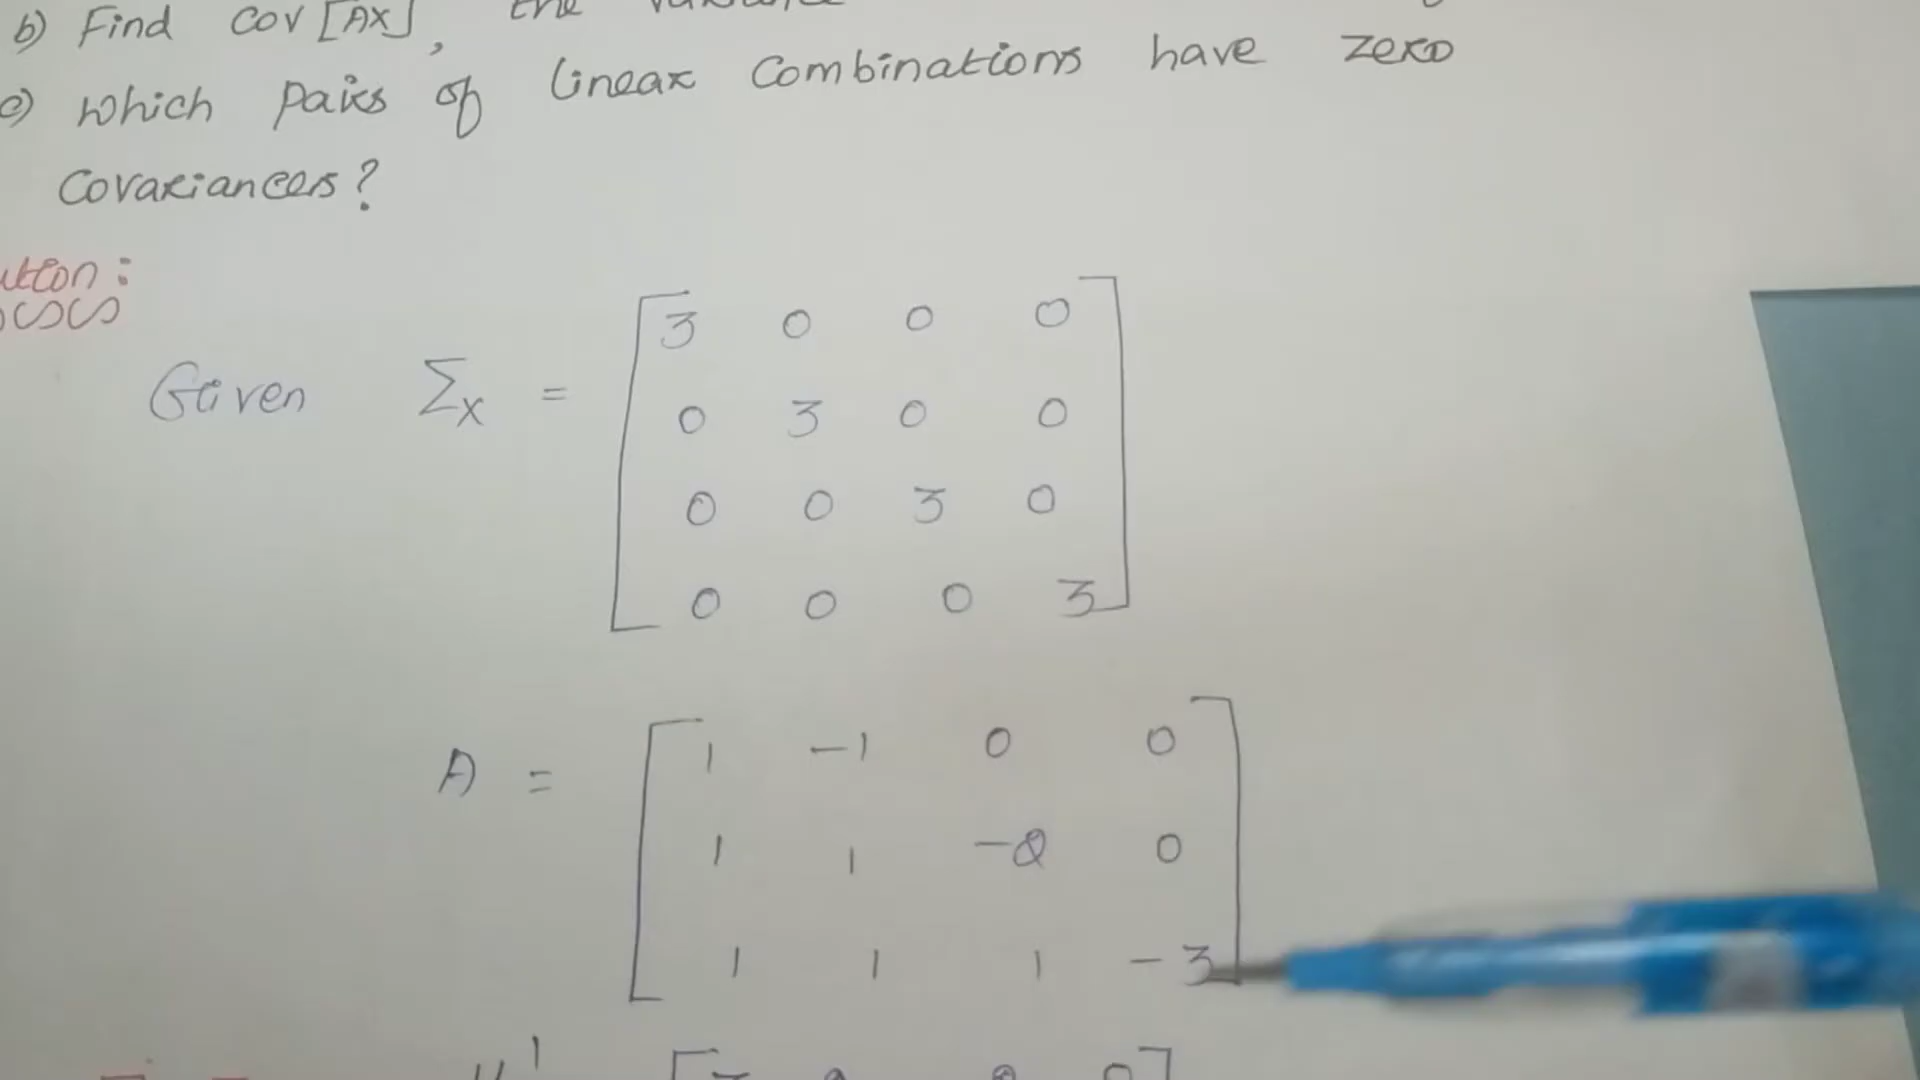 b) Find COV[AX], the
c) Which pairs of linear combinations have zero
covariances?
Given Σx = [3 0 0 0
0 3 0 0
0 0 3 0
0 0 0 3]
A = [1 -1 0 0
1 1 -2 0
1 1 1 -3]